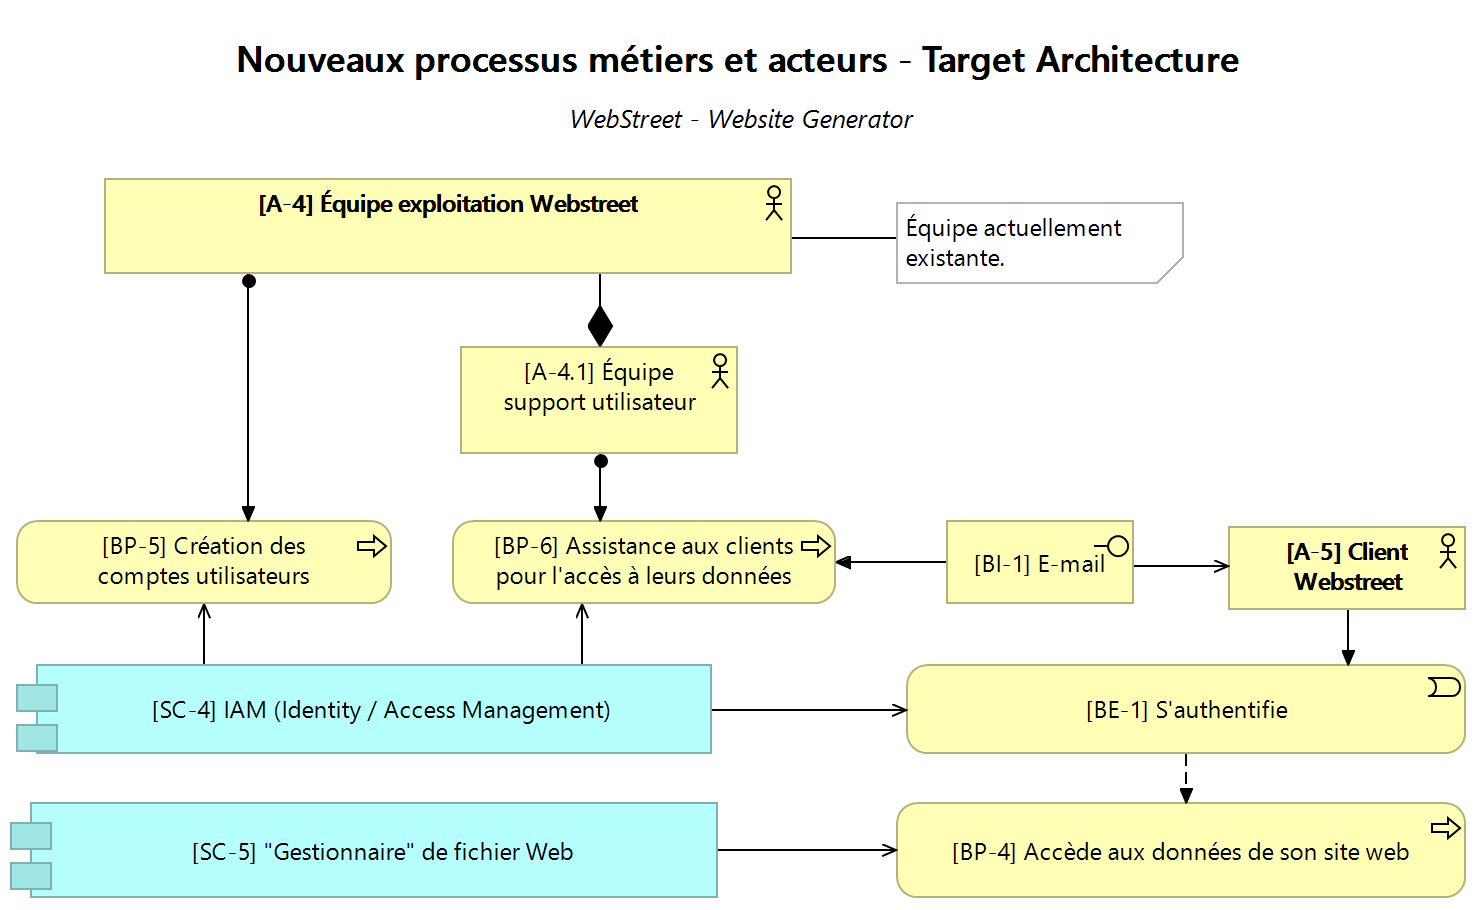 Nouveaux processus métiers et acteurs - Target Architecture
WebStreet - Website Generator
[A-4] Équipe exploitation Webstreet
Équipe actuellement
existante.
[A-4.1] Équipe
support utilisateur
[BP-5] Création des
comptes utilisateurs
[BP-6] Assistance aux clients
pour l'accès à leurs données
[BI-1] E-mail
[A-5] Client
Webstreet
[SC-4] IAM (Identity / Access Management)
[BE-1] S'authentifie
[SC-5] "Gestionnaire" de fichier Web
[BP-4] Accède aux données de son site web